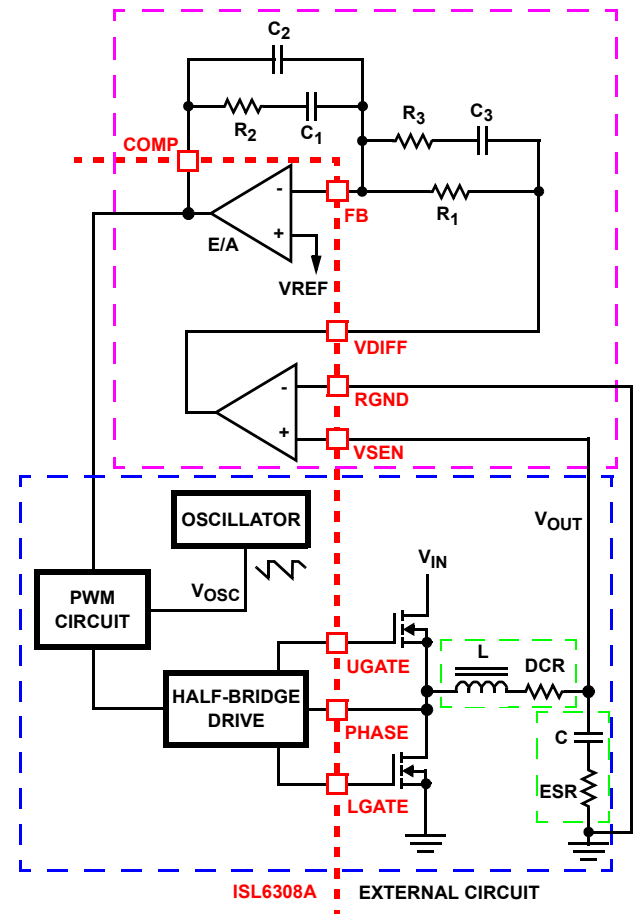 C2
R2
C1
R3
C3
COMP
-
+
E/A
FB
R1
VREF
VDIFF
-
RGND
+
VSEN
OSCILLATOR
VOUT
VIN
PWM
CIRCUIT
VOSC
UGATE
L
DCR
HALF-BRIDGE
DRIVE
PHASE
C
LGATE
ESR
ISL6308A
EXTERNAL CIRCUIT